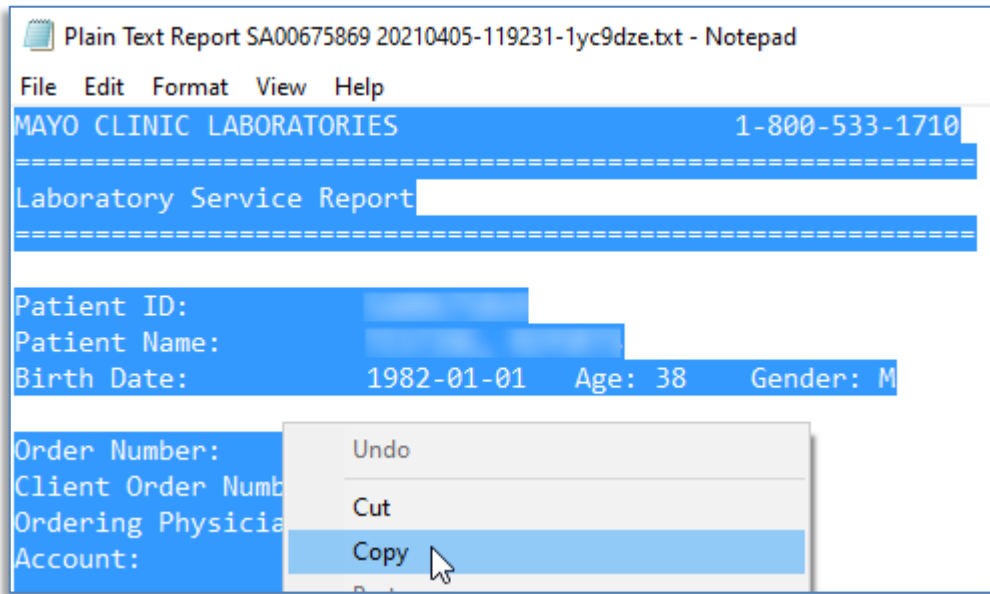 Plain Text Report SA00675869 20210405-119231-1yc9dze.txt - Notepad
File Edit Format View Help
MAYO CLINIC LABORATORIES 1-800-533-1710
============================================================
Laboratory Service Report
============================================================
Patient ID:
Patient Name:
Birth Date: 1982-01-01 Age: 38 Gender: M
Order Number:
Undo
Client Order Numb
Cut
Ordering Physicia
Account:
Copy